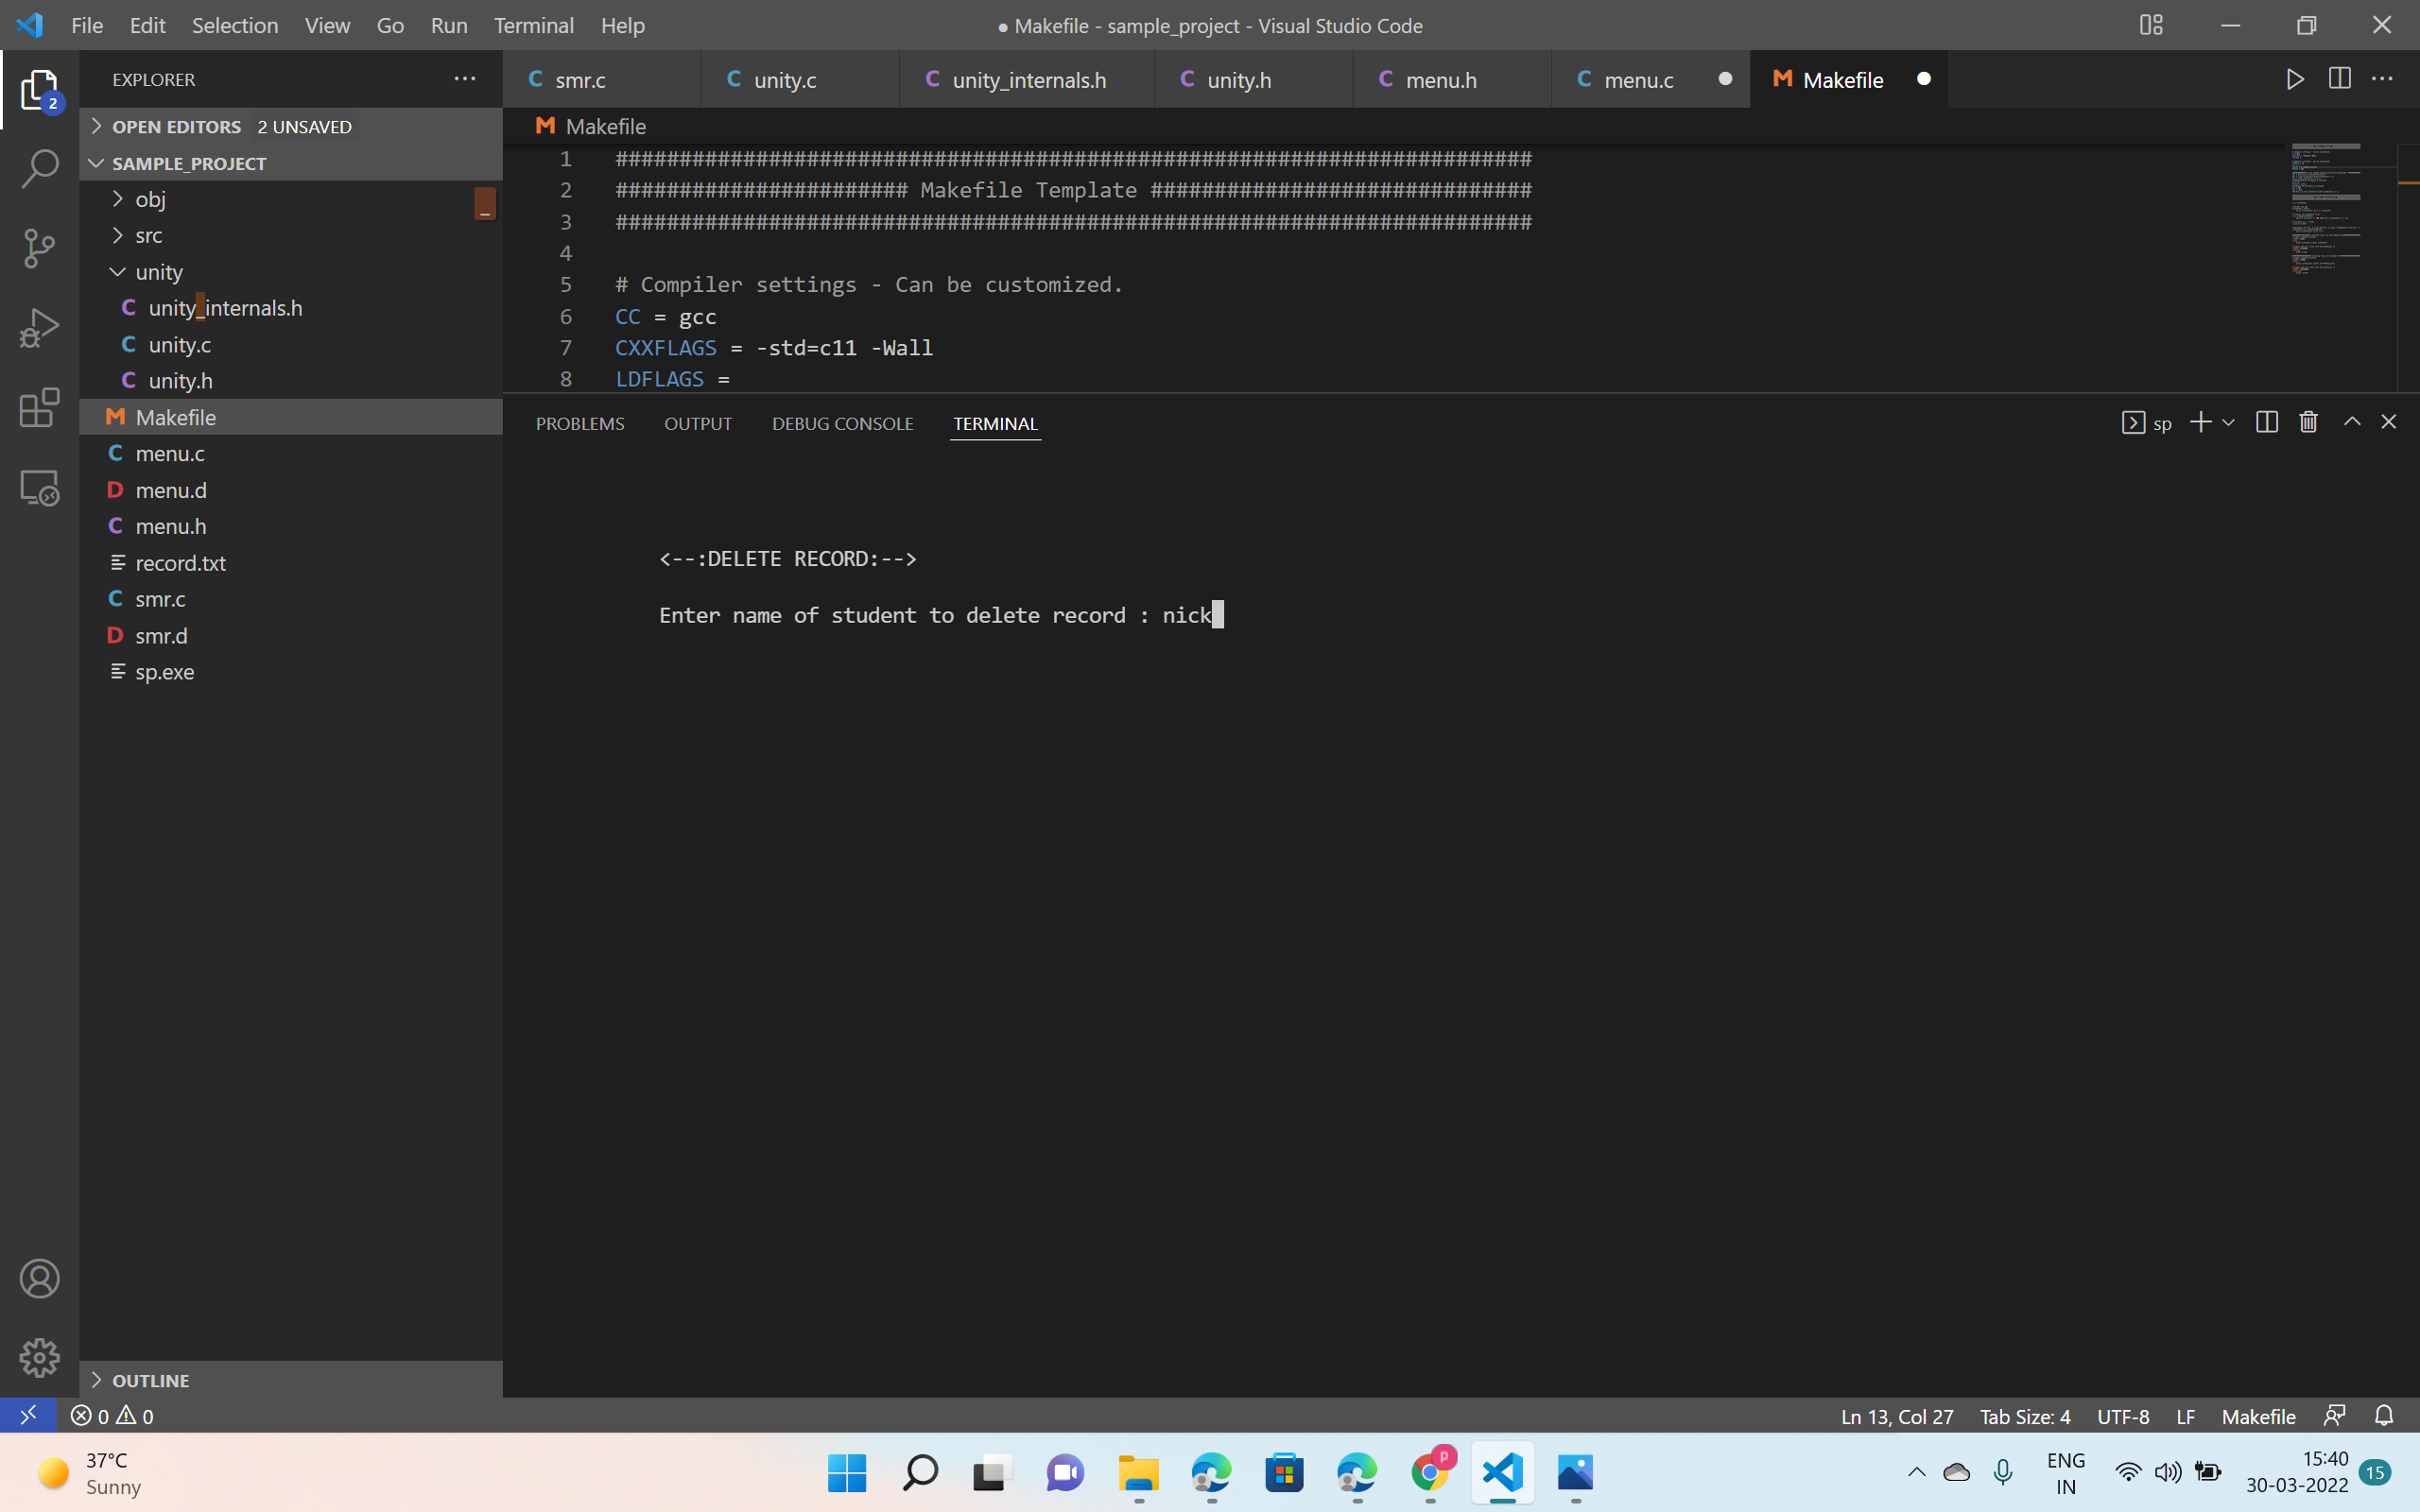 File Edit Selection View Go Run Terminal Help
● Makefile - sample_project - Visual Studio Code
EXPLORER
2
OPEN EDITORS 2 UNSAVED
SAMPLE_PROJECT
obj
src
unity
C unity_internals.h
C unity.c
C unity.h
M Makefile
C menu.c
D menu.d
C menu.h
record.txt
C smr.c
D smr.d
sp.exe
OUTLINE
C smr.c C unity.c C unity_internals.h C unity.h C menu.h C menu.c ● M Makefile ●
M Makefile
1 ########################################################################
2 ####################### Makefile Template ##############################
3 ########################################################################
4
5 # Compiler settings - Can be customized.
6 CC = gcc
7 CXXFLAGS = -std=c11 -Wall
8 LDFLAGS =
PROBLEMS OUTPUT DEBUG CONSOLE TERMINAL
sp
<--:DELETE RECORD:-->
Enter name of student to delete record : nick
0 0
Ln 13, Col 27 Tab Size: 4 UTF-8 LF Makefile
37°C
Sunny
P
ENG
IN
15:40
30-03-2022
15